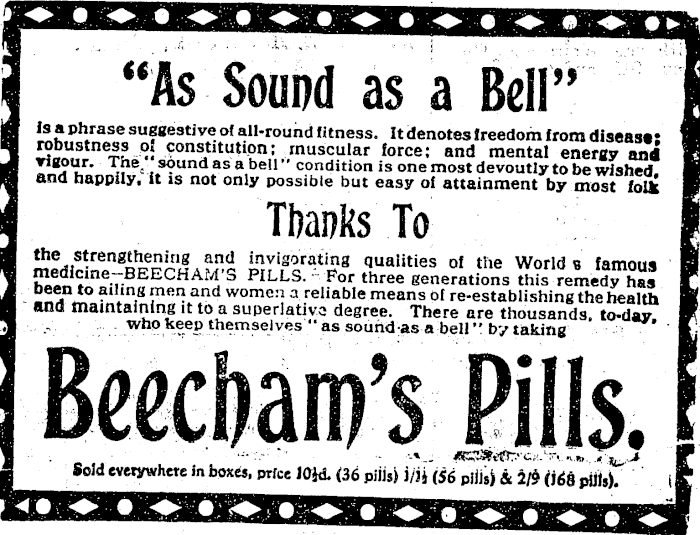 “As Sound as a Bell”
is a phrase suggestive of all-round fitness. It denotes freedom from disease;
robustness of constitution; muscular force; and mental energy and
vigour. The “sound as a bell” condition is one most devoutly to be wished,
and happily, it is not only possible but easy of attainment by most folk
Thanks To
the strengthening and invigorating qualities of the World s famous
medicine—BEECHAM'S PILLS. For three generations this remedy has
been to ailing men and women a reliable means of re-establishing the health
and maintaining it to a superlative degree. There are thousands, to-day,
who keep themselves “as sound as a bell” by taking
Beecham's Pills.
Sold everywhere in boxes, price 10½d. (36 pills) 1/1½ (56 pills) & 2/9 (168 pills).